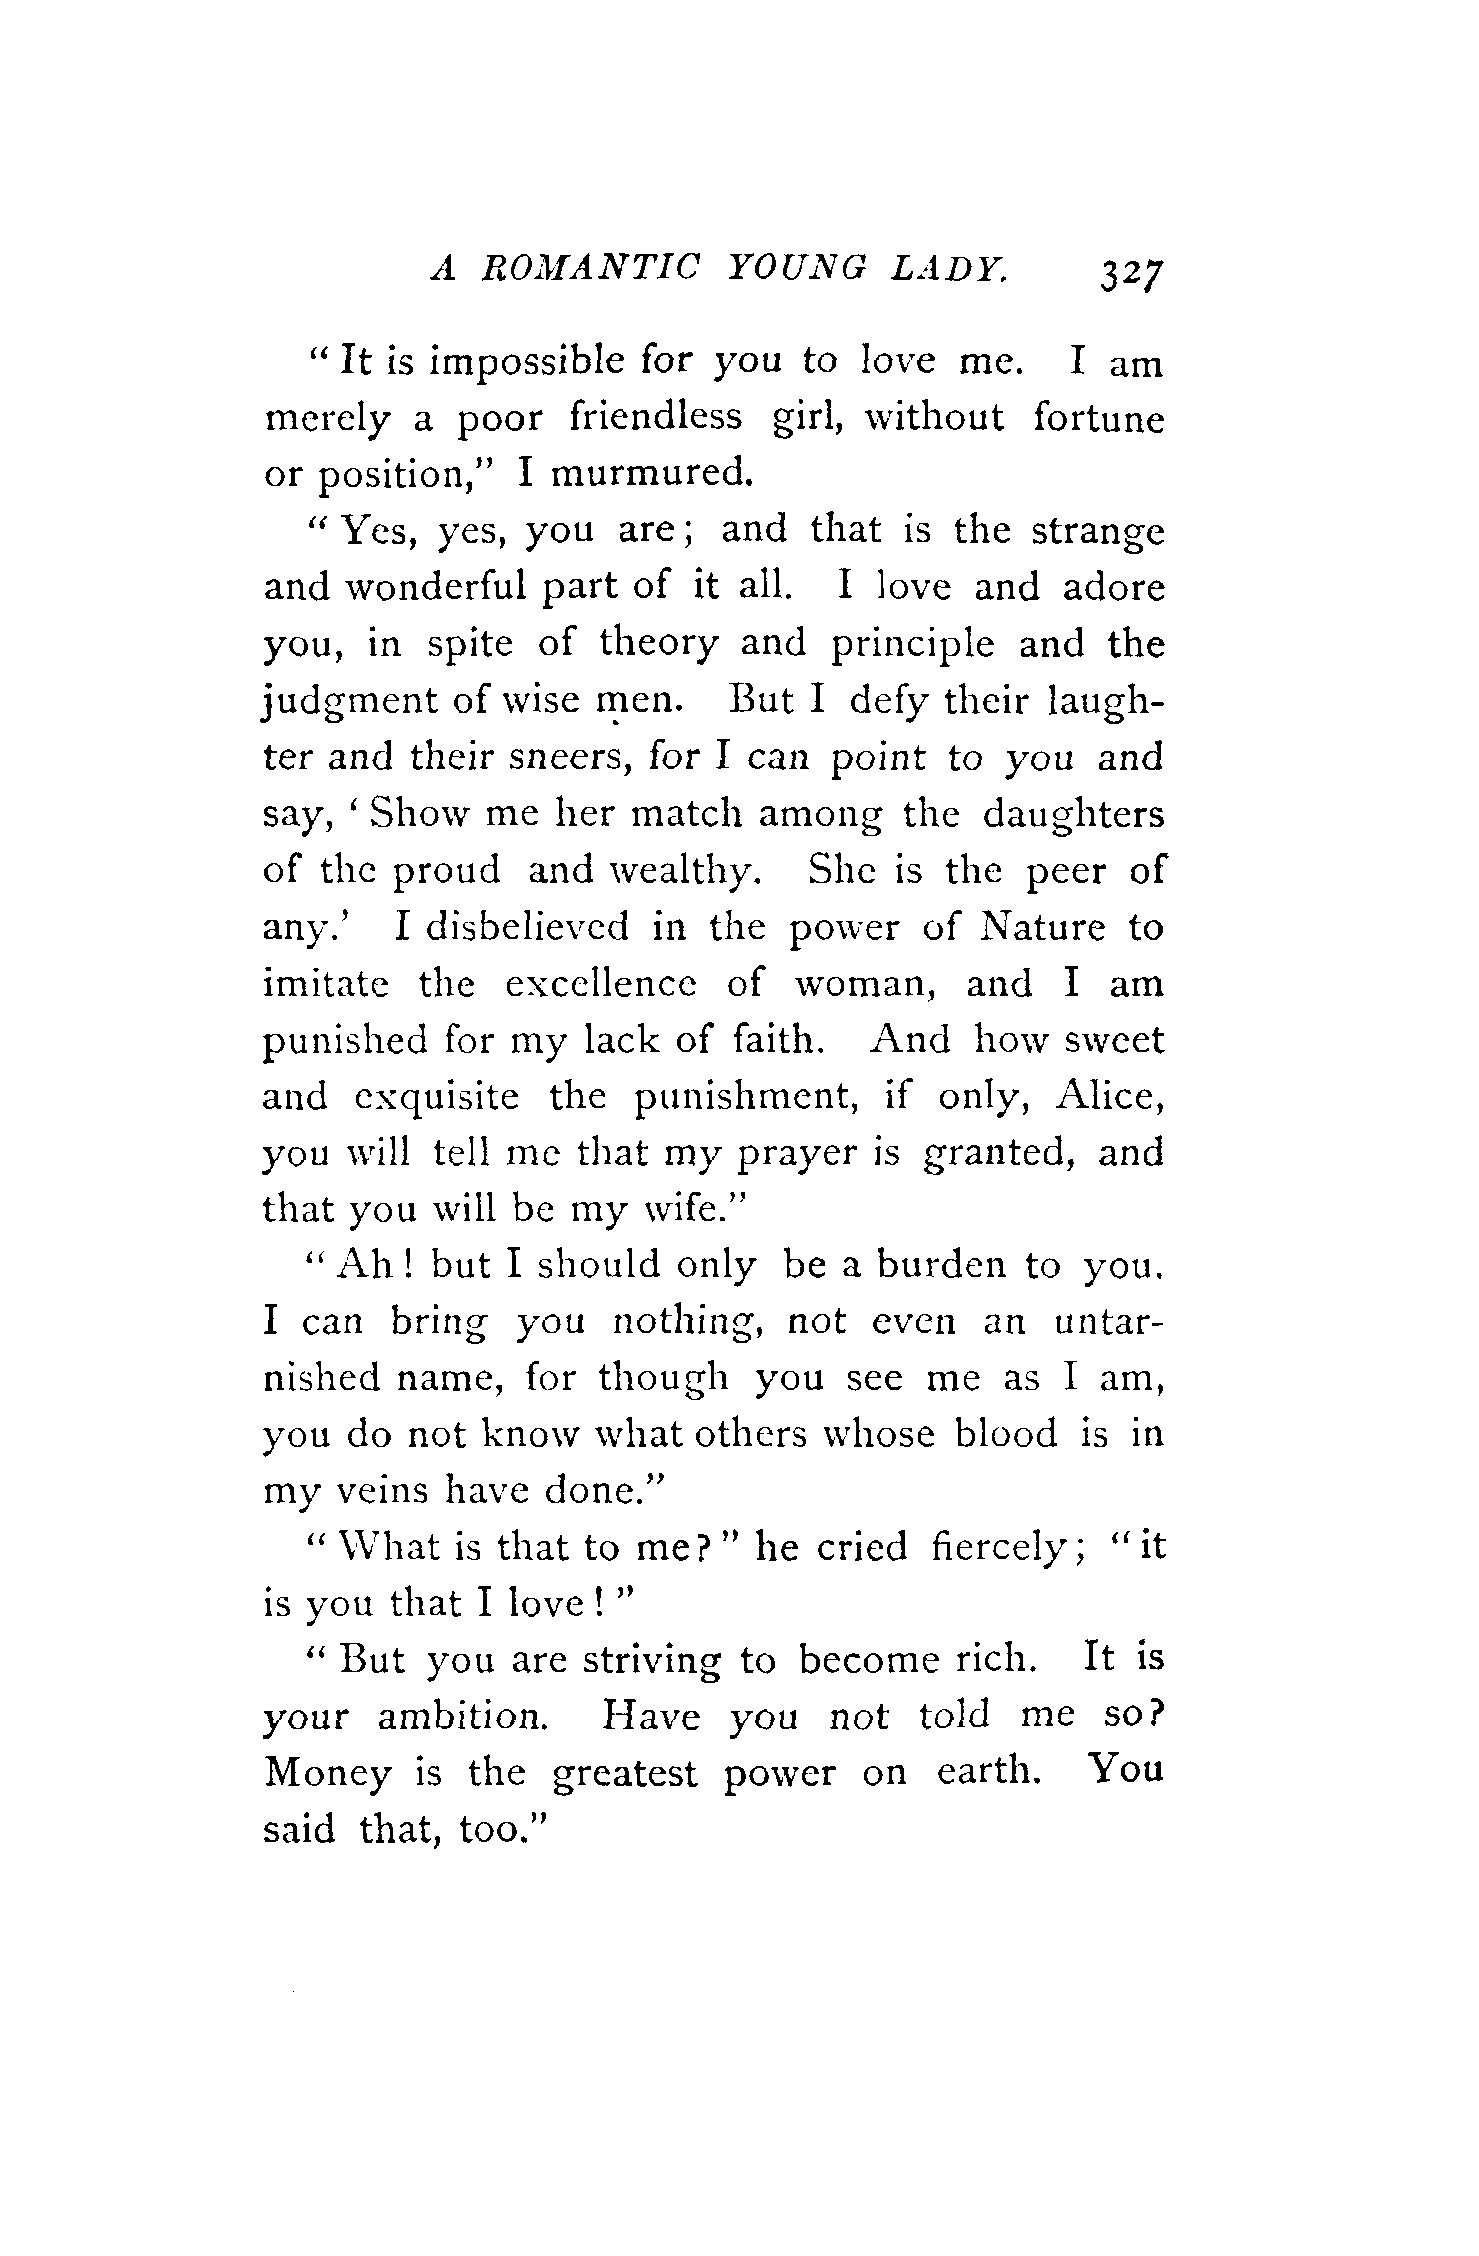 A ROMANTIC YOUNG LADY. 327
“ It is impossible for you to love me. I am
merely a poor friendless girl, without fortune
or position,” I murmured.
“ Yes, yes, you are ; and that is the strange
and wonderful part of it all. I love and adore
you, in spite of theory and principle and the
judgment of wise men. But I defy their laugh-
ter and their sneers, for I can point to you and
say, ‘ Show me her match among the daughters
of the proud and wealthy. She is the peer of
any.’ I disbelieved in the power of Nature to
imitate the excellence of woman, and I am
punished for my lack of faith. And how sweet
and exquisite the punishment, if only, Alice,
you will tell me that my prayer is granted, and
that you will be my wife.”
“ Ah ! but I should only be a burden to you.
I can bring you nothing, not even an untar-
nished name, for though you see me as I am,
you do not know what others whose blood is in
my veins have done.”
“ What is that to me? ” he cried fiercely ; “ it
is you that I love ! ”
“ But you are striving to become rich. It is
your ambition. Have you not told me so?
Money is the greatest power on earth. You
said that, too.”